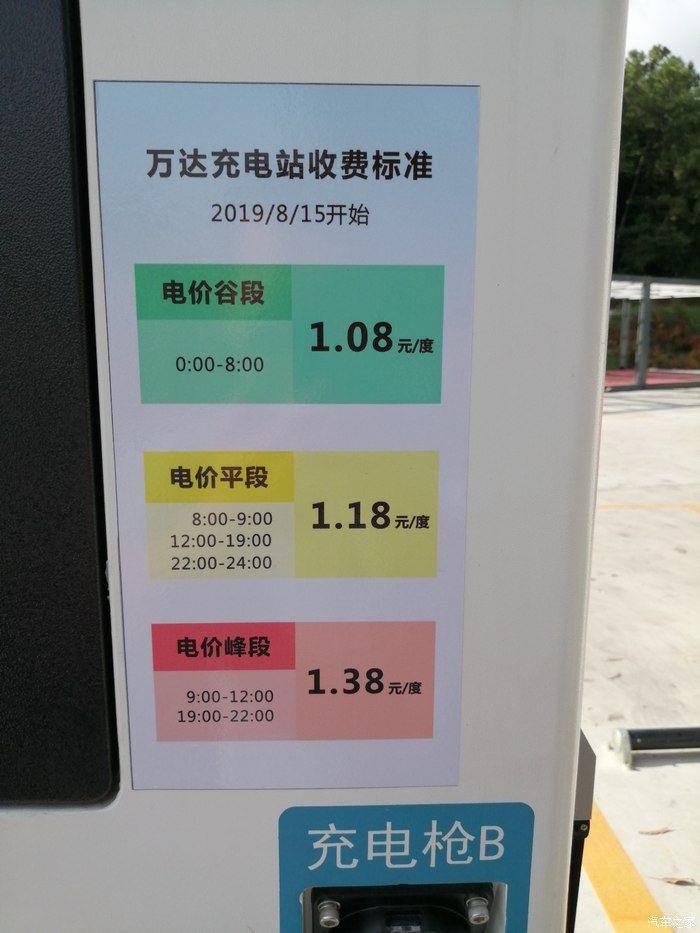 万达充电站收费标准
2019/8/15开始
电价谷段
0:00-8:00
1.08元/度
电价平段
8:00-9:00
12:00-19:00
22:00-24:00
1.18元/度
电价峰段
9:00-12:00
19:00-22:00
1.38元/度
充电枪B
汽车之家